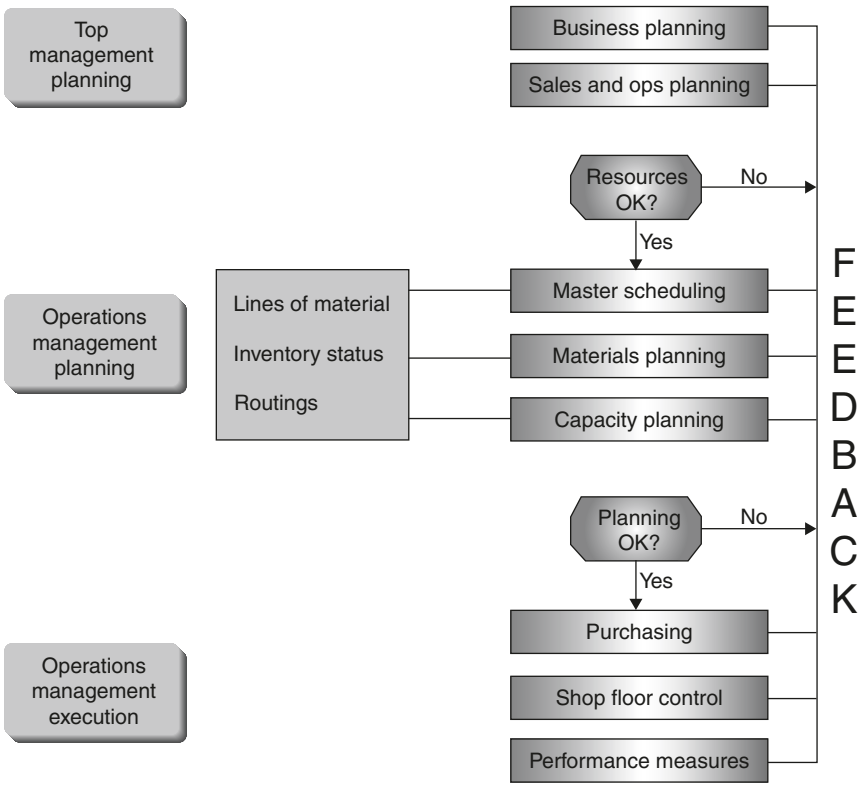 Top
management
planning
Business planning
Sales and ops planning
Resources
OK?
No
Yes
Operations
management
planning
Lines of material
Inventory status
Routings
Master scheduling
Materials planning
Capacity planning
Planning
OK?
No
Yes
Operations
management
execution
Purchasing
Shop floor control
Performance measures
F
E
E
D
B
A
C
K